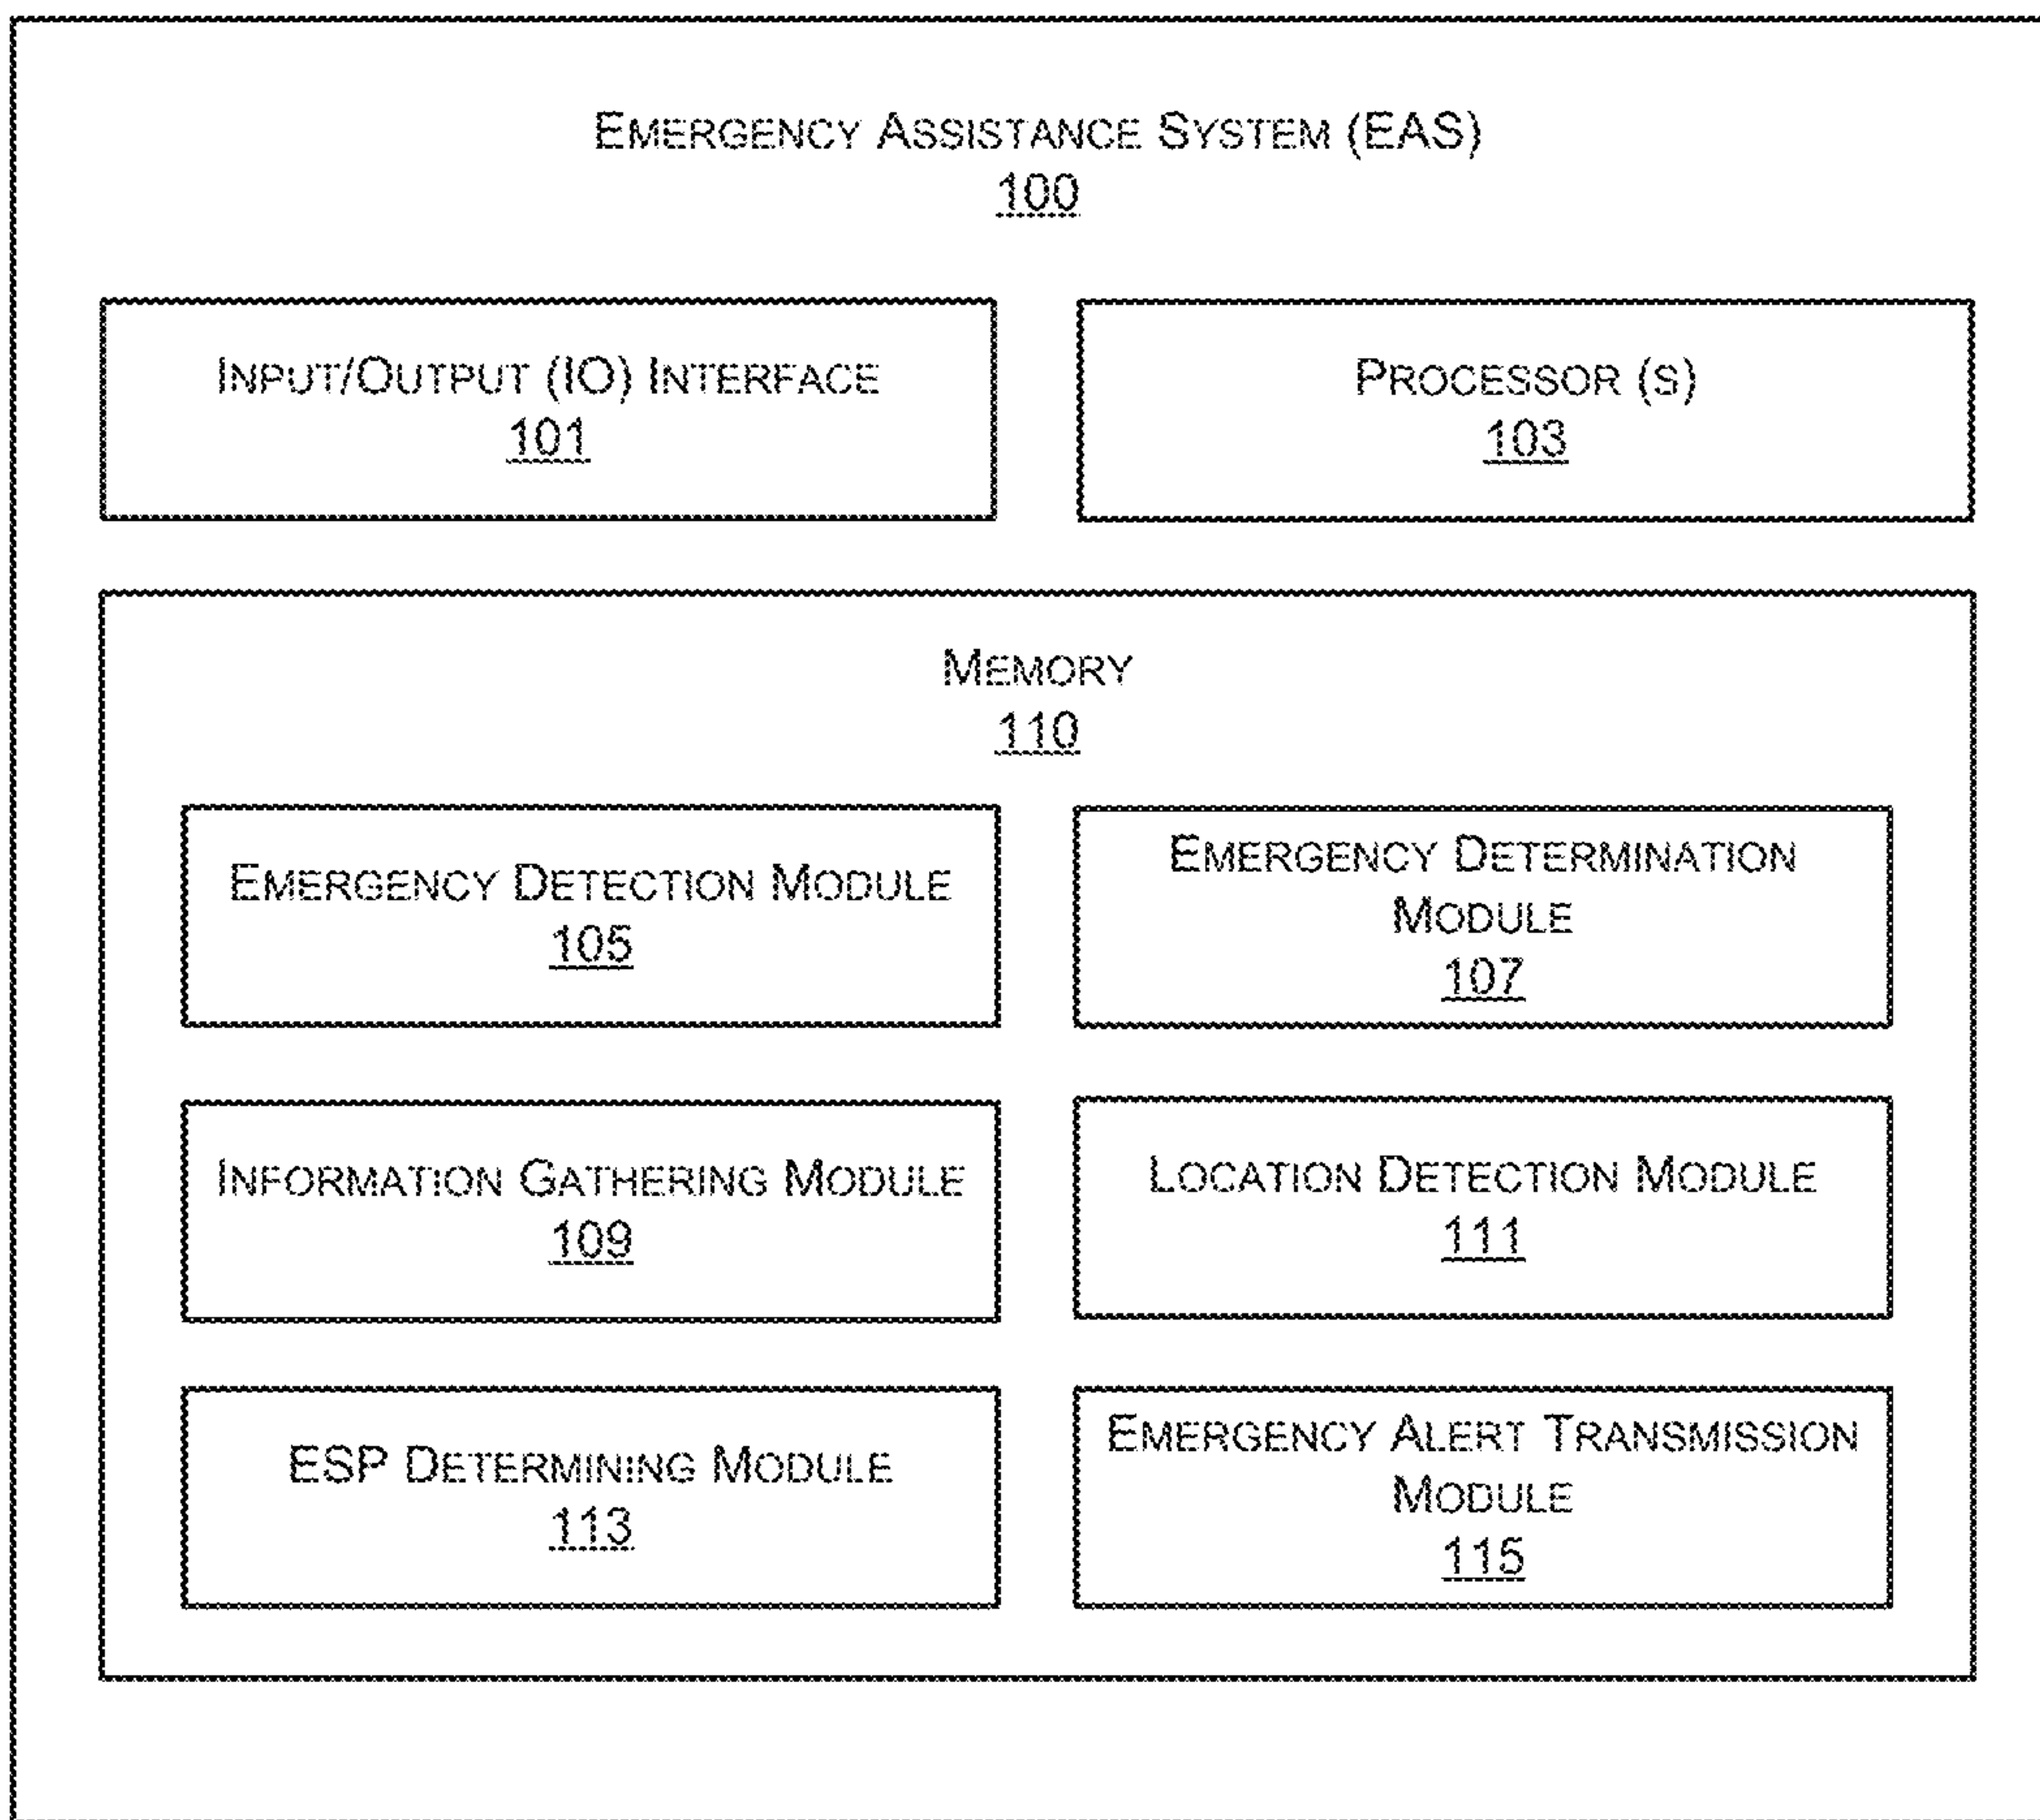 EMERGENCY ASSISTANCE SYSTEM (EAS)
100
INPUT/OUTPUT (IO) INTERFACE
101
PROCESSOR (S)
103
MEMORY
110
EMERGENCY DETECTION MODULE
105
EMERGENCY DETERMINATION
MODULE
107
INFORMATION GATHERING MODULE
109
LOCATION DETECTION MODULE
111
ESP DETERMINING MODULE
113
EMERGENCY ALERT TRANSMISSION
MODULE
115